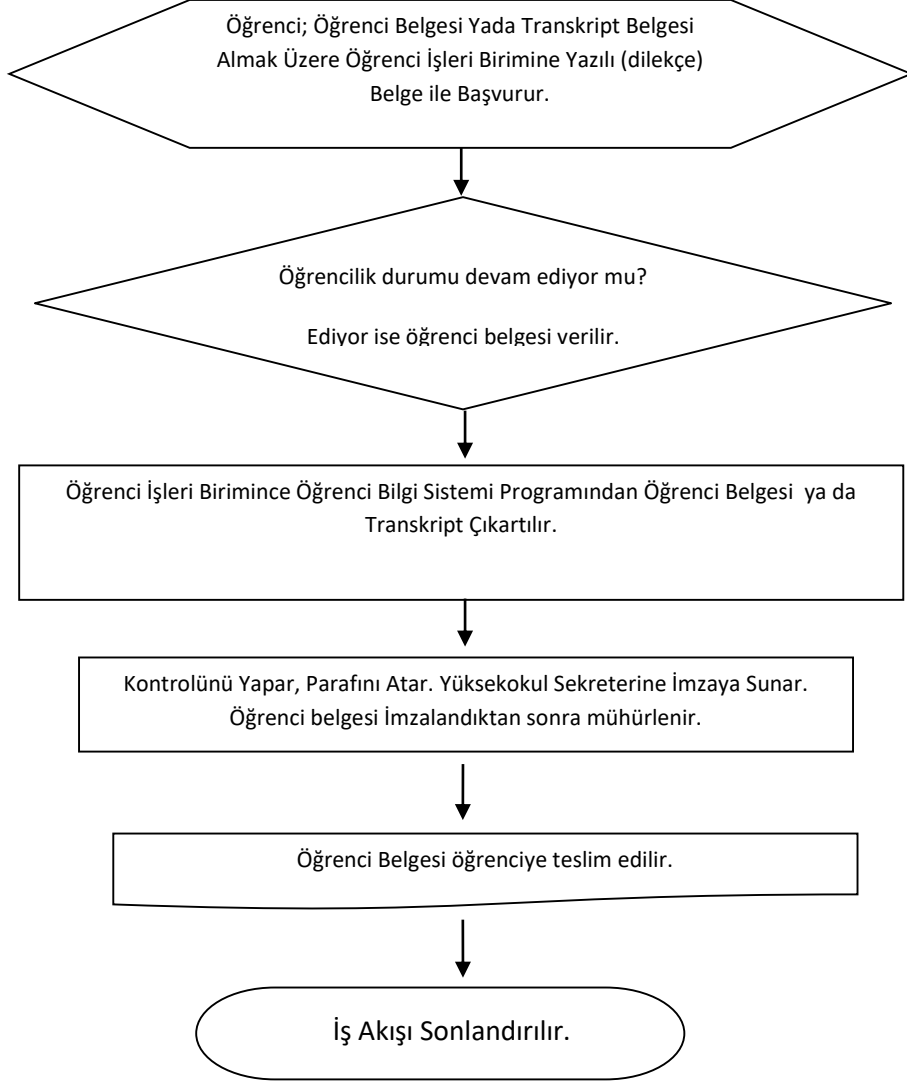 Öğrenci; Öğrenci Belgesi Yada Transkript Belgesi
Almak Üzere Öğrenci İşleri Birimine Yazılı (dilekçe)
Belge ile Başvurur.
Öğrencilik durumu devam ediyor mu?
Ediyor ise öğrenci belgesi verilir.
Öğrenci İşleri Birimince Öğrenci Bilgi Sistemi Programından Öğrenci Belgesi ya da
Transkript Çıkartılır.
Kontrolünü Yapar, Parafını Atar. Yüksekokul Sekreterine İmzaya Sunar.
Öğrenci belgesi İmzalandıktan sonra mühürlenir.
Öğrenci Belgesi öğrenciye teslim edilir.
İş Akışı Sonlandırılır.